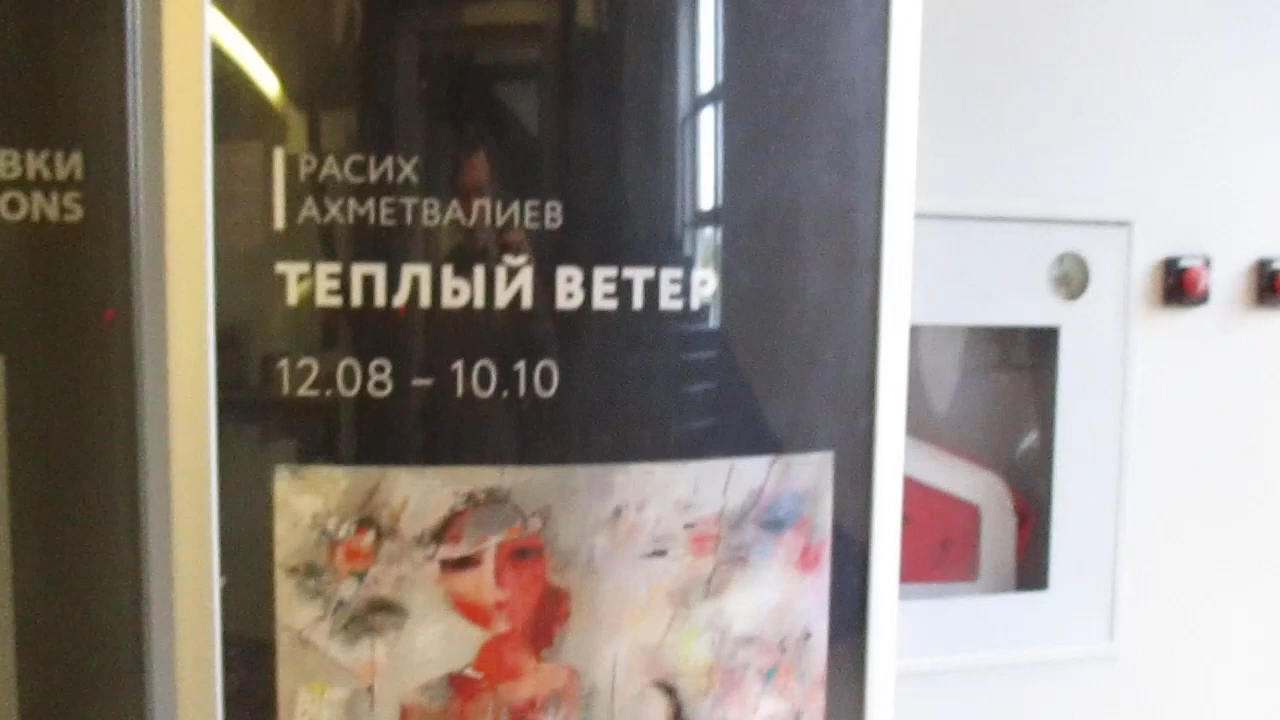 ВКИ
ONS
РАСИХ
АХМЕТВАЛИЕВ
ТЕПЛЫЙ ВЕТЕР
12.08 – 10.10